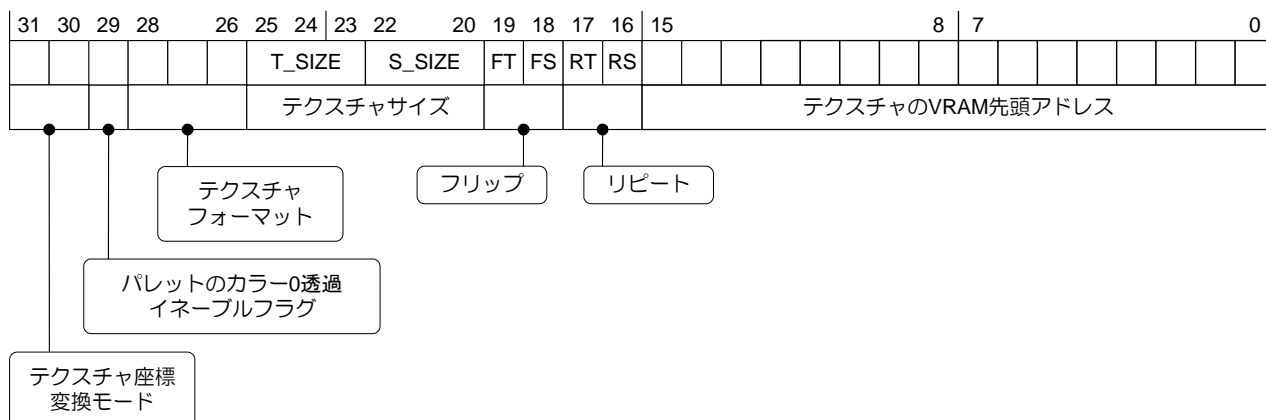 31 30 29 28 26 25 24 23 22 20 19 18 17 16 15 8 7 0
T_SIZE S_SIZE FT FS RT RS
テクスチャサイズ テクスチャのVRAM先頭アドレス
フリップ リピート
テクスチャ
フォーマット
パレットのカラー0透過
イネーブルフラグ
テクスチャ座標
変換モード